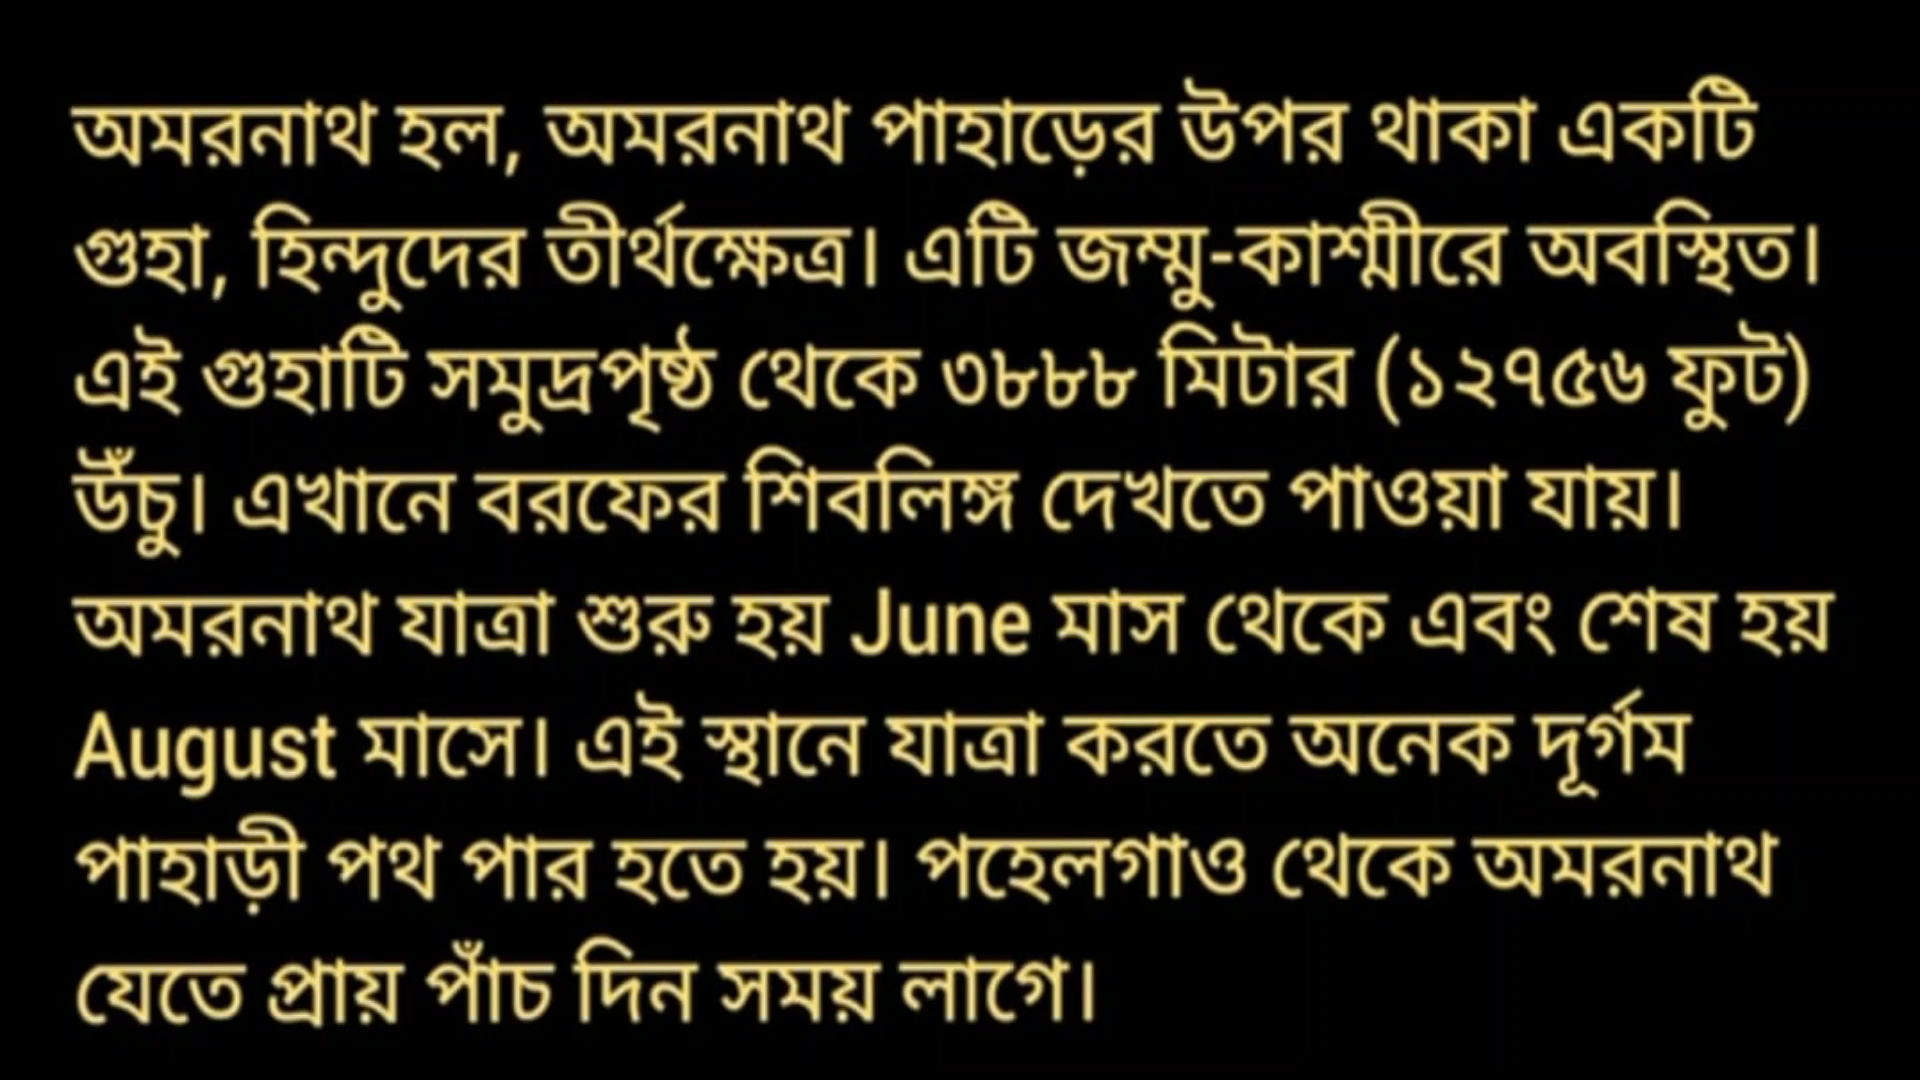 অমরনাথ হল, অমরনাথ পাহাড়ের উপর থাকা একটি
গুহা, হিন্দুদের তীর্থক্ষেত্র। এটি জম্মু-কাশ্মীরে অবস্থিত।
এই গুহাটি সমুদ্রপৃষ্ঠ থেকে ৩৮৮৮ মিটার (১২৭৫৬ ফুট)
উঁচু। এখানে বরফের শিবলিঙ্গ দেখতে পাওয়া যায়।
অমরনাথ যাত্রা শুরু হয় June মাস থেকে এবং শেষ হয়
August মাসে। এই স্থানে যাত্রা করতে অনেক দূর্গম
পাহাড়ী পথ পার হতে হয়। পহেলগাও থেকে অমরনাথ
যেতে প্রায় পাঁচ দিন সময় লাগে।